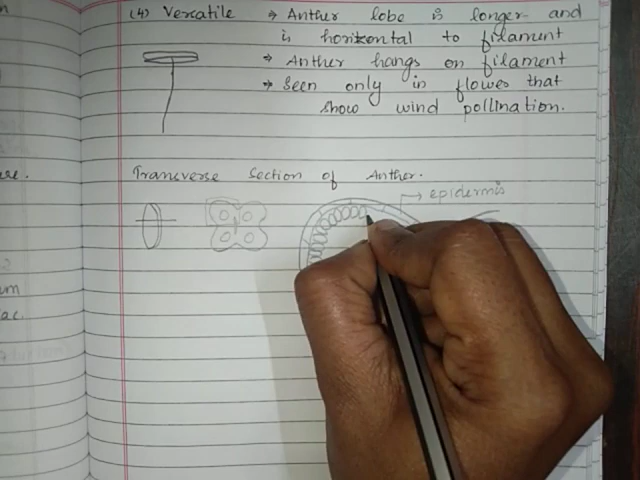 (4) Versatile → Anther lobe is longer and
is horizontal to filament
→ Anther hangs on filament
→ Seen only in flowes that
show wind pollination.
Transverse Section of Anther.
→ epidermis